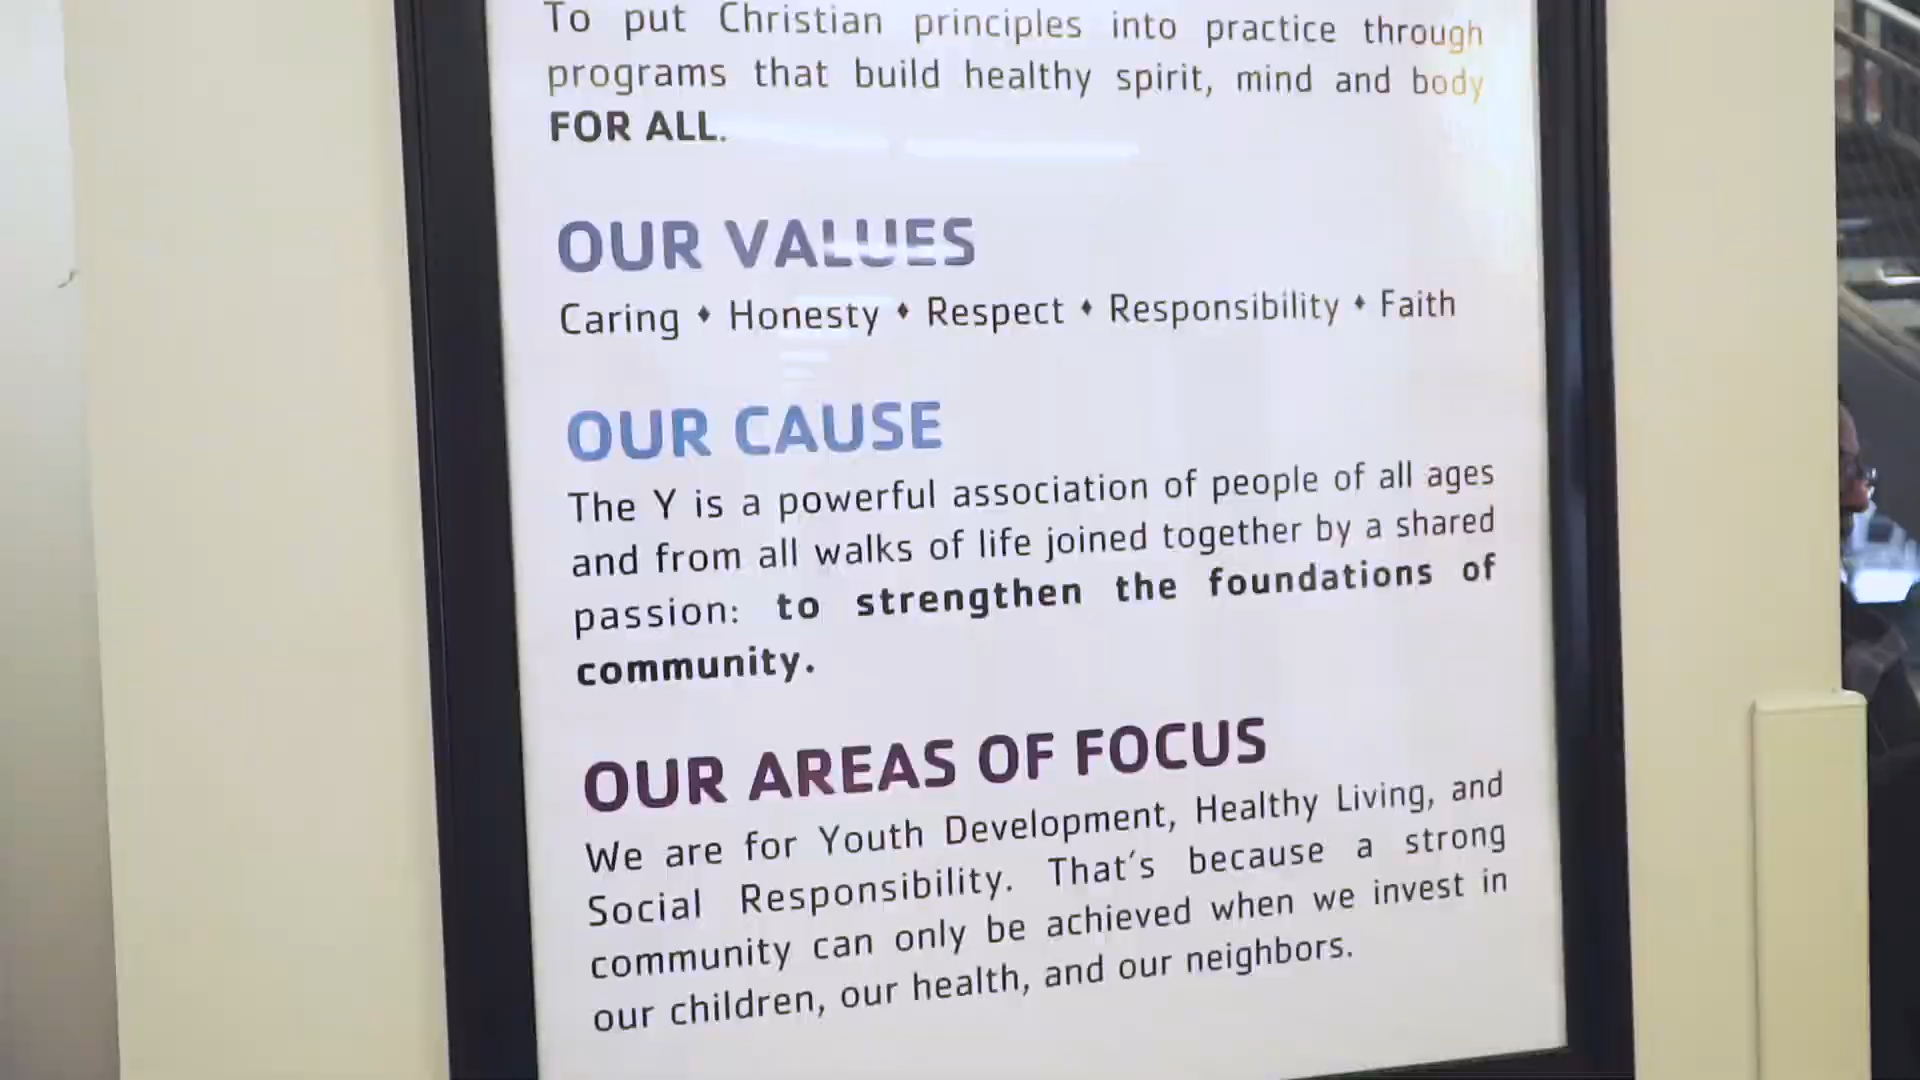 To put Christian principles into practice through
programs that build healthy spirit, mind and body
FOR ALL.
OUR VALUES
Caring ♦ Honesty ♦ Respect ♦ Responsibility ♦ Faith
OUR CAUSE
The Y is a powerful association of people of all ages
and from all walks of life joined together by a shared
passion: to strengthen the foundations of
community.
OUR AREAS OF FOCUS
We are for Youth Development, Healthy Living, and
Social Responsibility. That's because a strong
community can only be achieved when we invest in
our children, our health, and our neighbors.